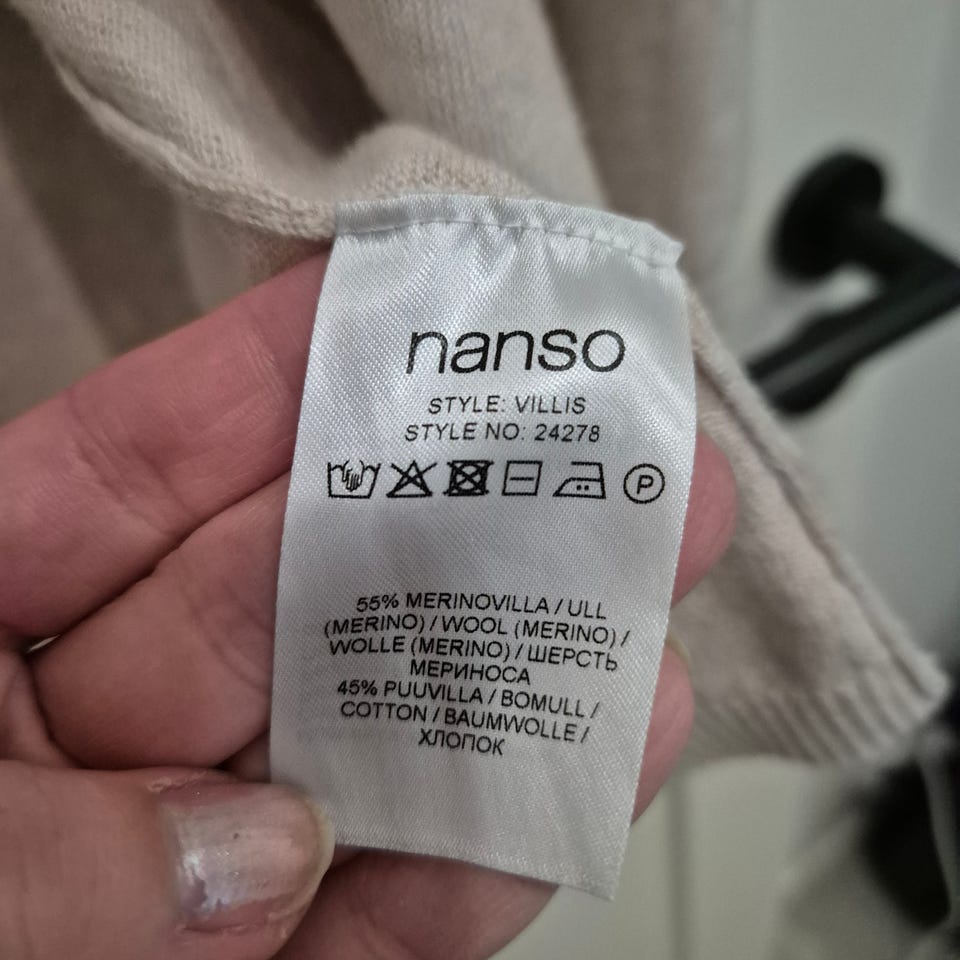 nanso
STYLE: VILLIS
STYLE NO: 24278
P
55% MERINOVILLA / ULL
(MERINO) / WOOL (MERINO) /
WOLLE (MERINO) / ШЕРСТЬ
МЕРИНОСА
45% PUUVILLA / BOMULL /
COTTON / BAUMWOLLE /
ХЛОПОК